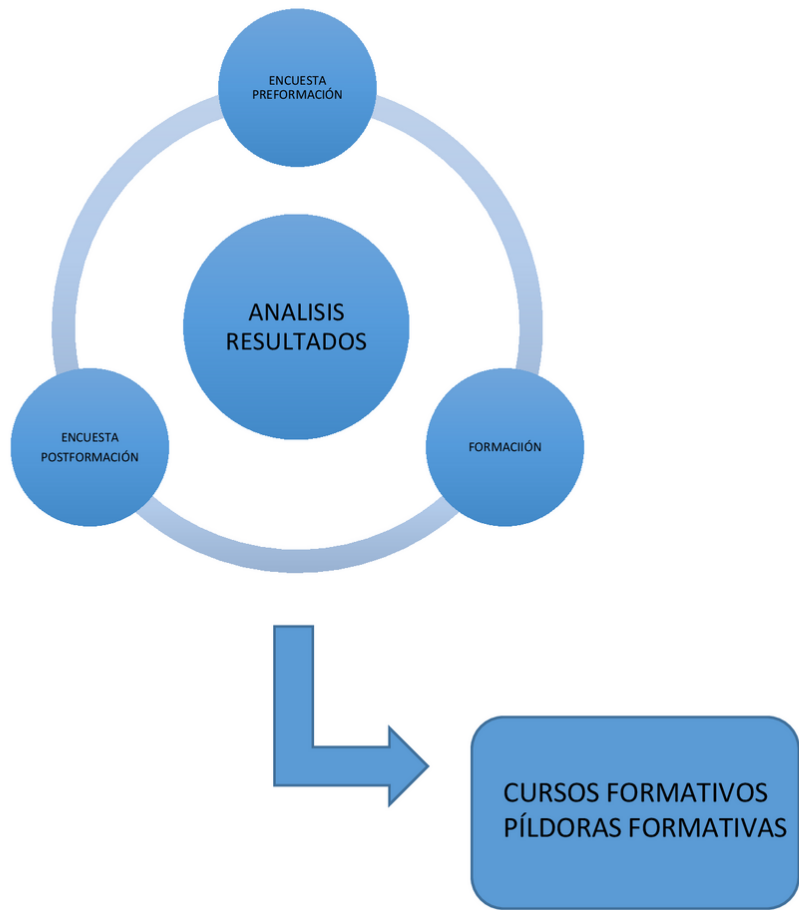 ENCUESTA
PREFORMACIÓN
ANALISIS
RESULTADOS
ENCUESTA
POSTFORMACIÓN
FORMACIIÓN
CURSOS FORMATIVOS
PÍLDORAS FORMATIVAS